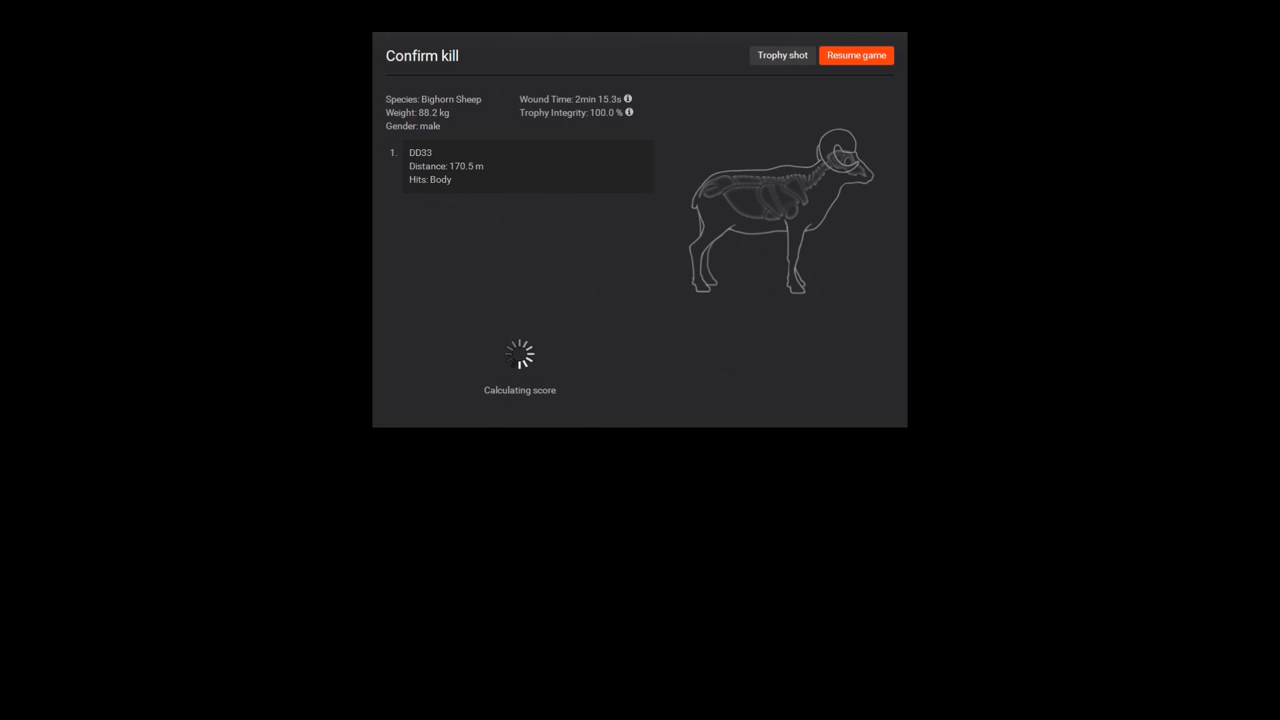 Confirm kill
Trophy shot
Resume game
Species: Bighorn Sheep
Weight: 88.2 kg
Gender: male
Wound Time: 2min 15.3s
Trophy Integrity: 100.0 %
1.
DD33
Distance: 170.5 m
Hits: Body
Calculating score